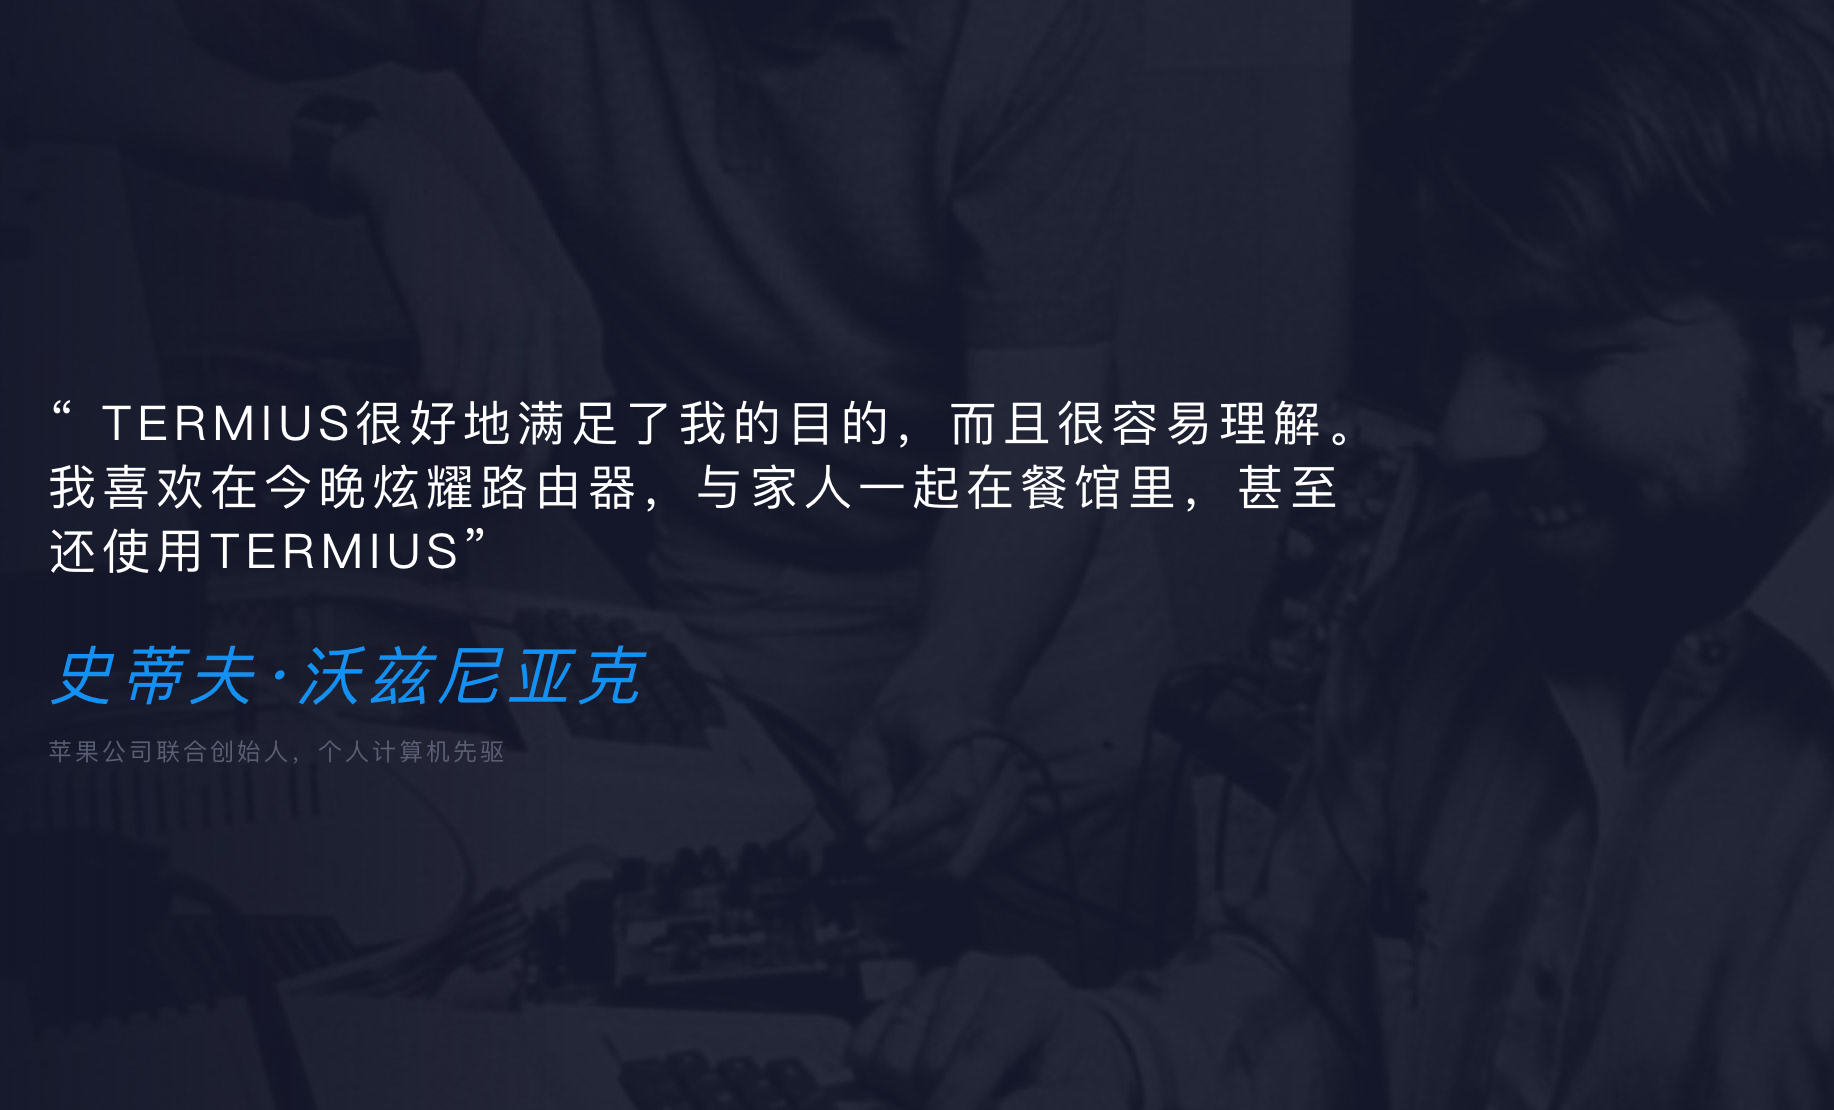 “ TERMIUS很好地满足了我的目的，而且很容易理解。
我喜欢在今晚炫耀路由器，与家人一起在餐馆里，甚至
还使用TERMIUS”
史蒂夫·沃兹尼亚克
苹果公司联合创始人，个人计算机先驱